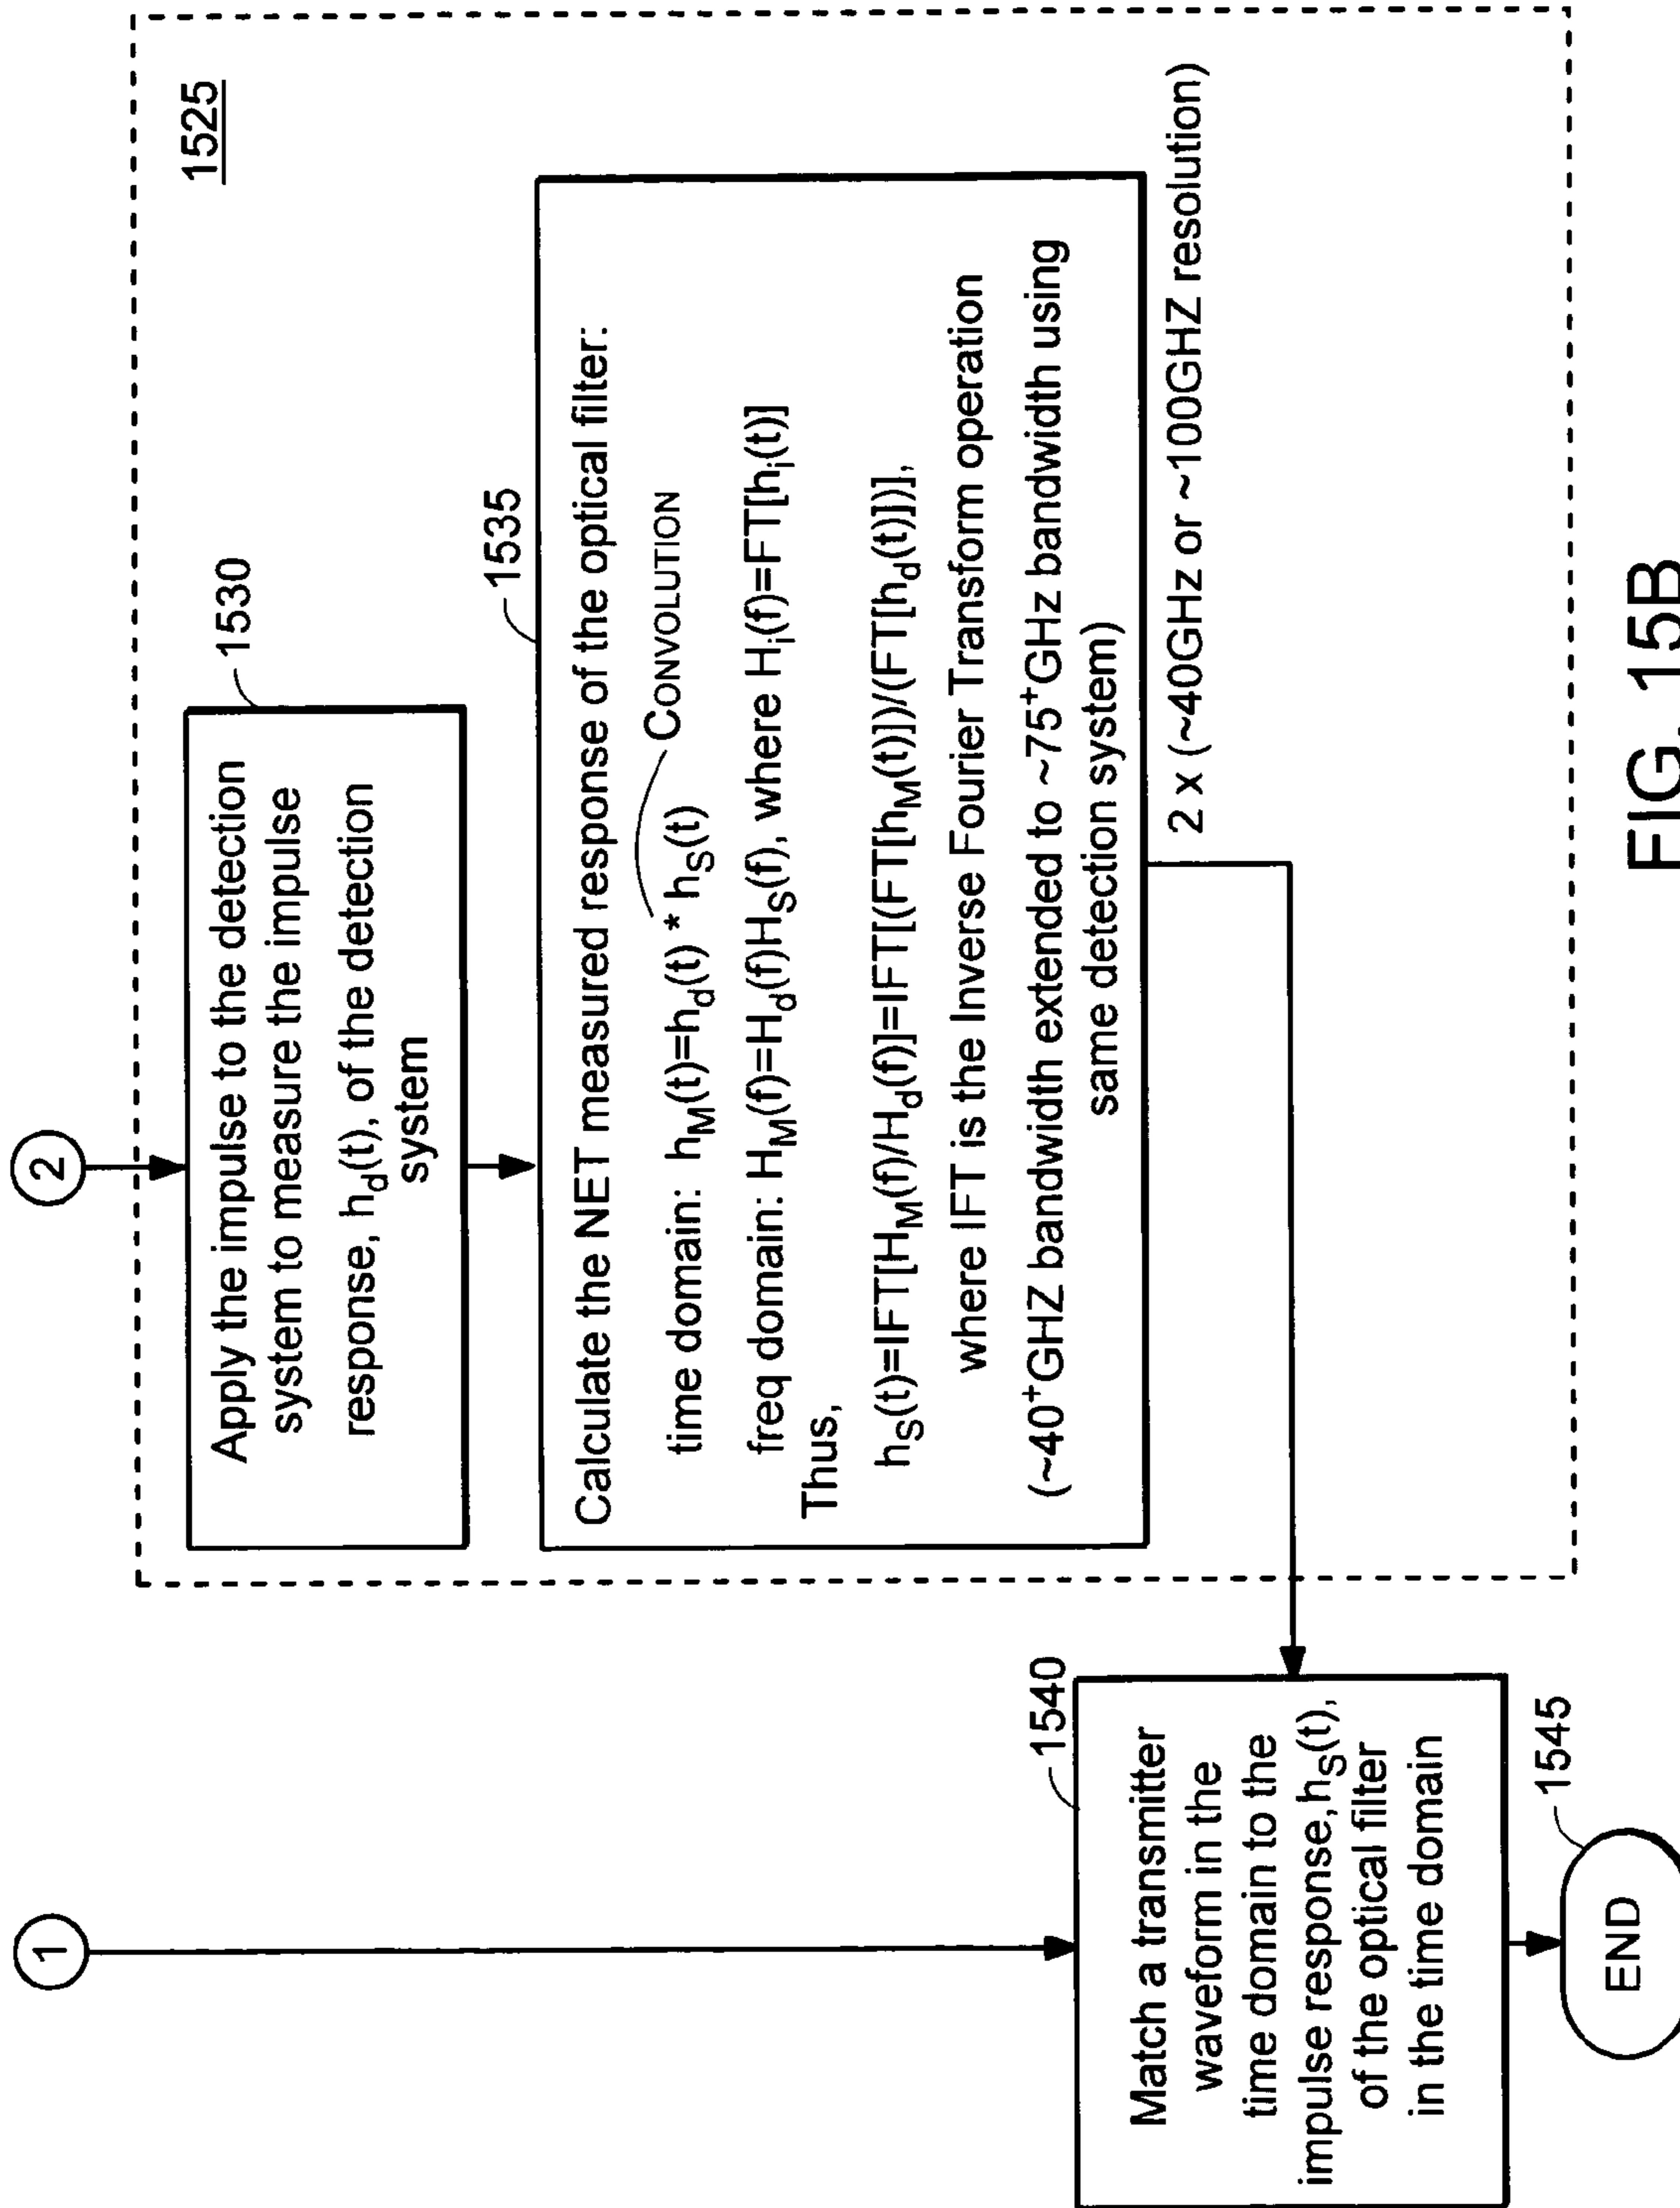 1
2
1525
1530
Apply the impulse to the detection
system to measure the impulse
response, h_d(t), of the detection
system
1535
Calculate the NET measured response of the optical filter:
CONVOLUTION
time domain: h_M(t)=h_d(t) * h_S(t)
freq domain: H_M(f)=H_d(f)H_S(f), where H_i(f)=FT[h_i(t)]
Thus,
h_S(t)=IFT[H_M(f)/H_d(f)]=IFT[(FT[h_M(t)])/(FT[h_d(t)])],
where IFT is the Inverse Fourier Transform operation
(~40⁺GHZ bandwidth extended to ~75⁺GHz bandwidth using
same detection system)
2 x (~40GHz or ~100GHZ resolution)
1540
Match a transmitter
waveform in the
time domain to the
impulse response, h_S(t),
of the optical filter
in the time domain
1545
END
FIG. 15B